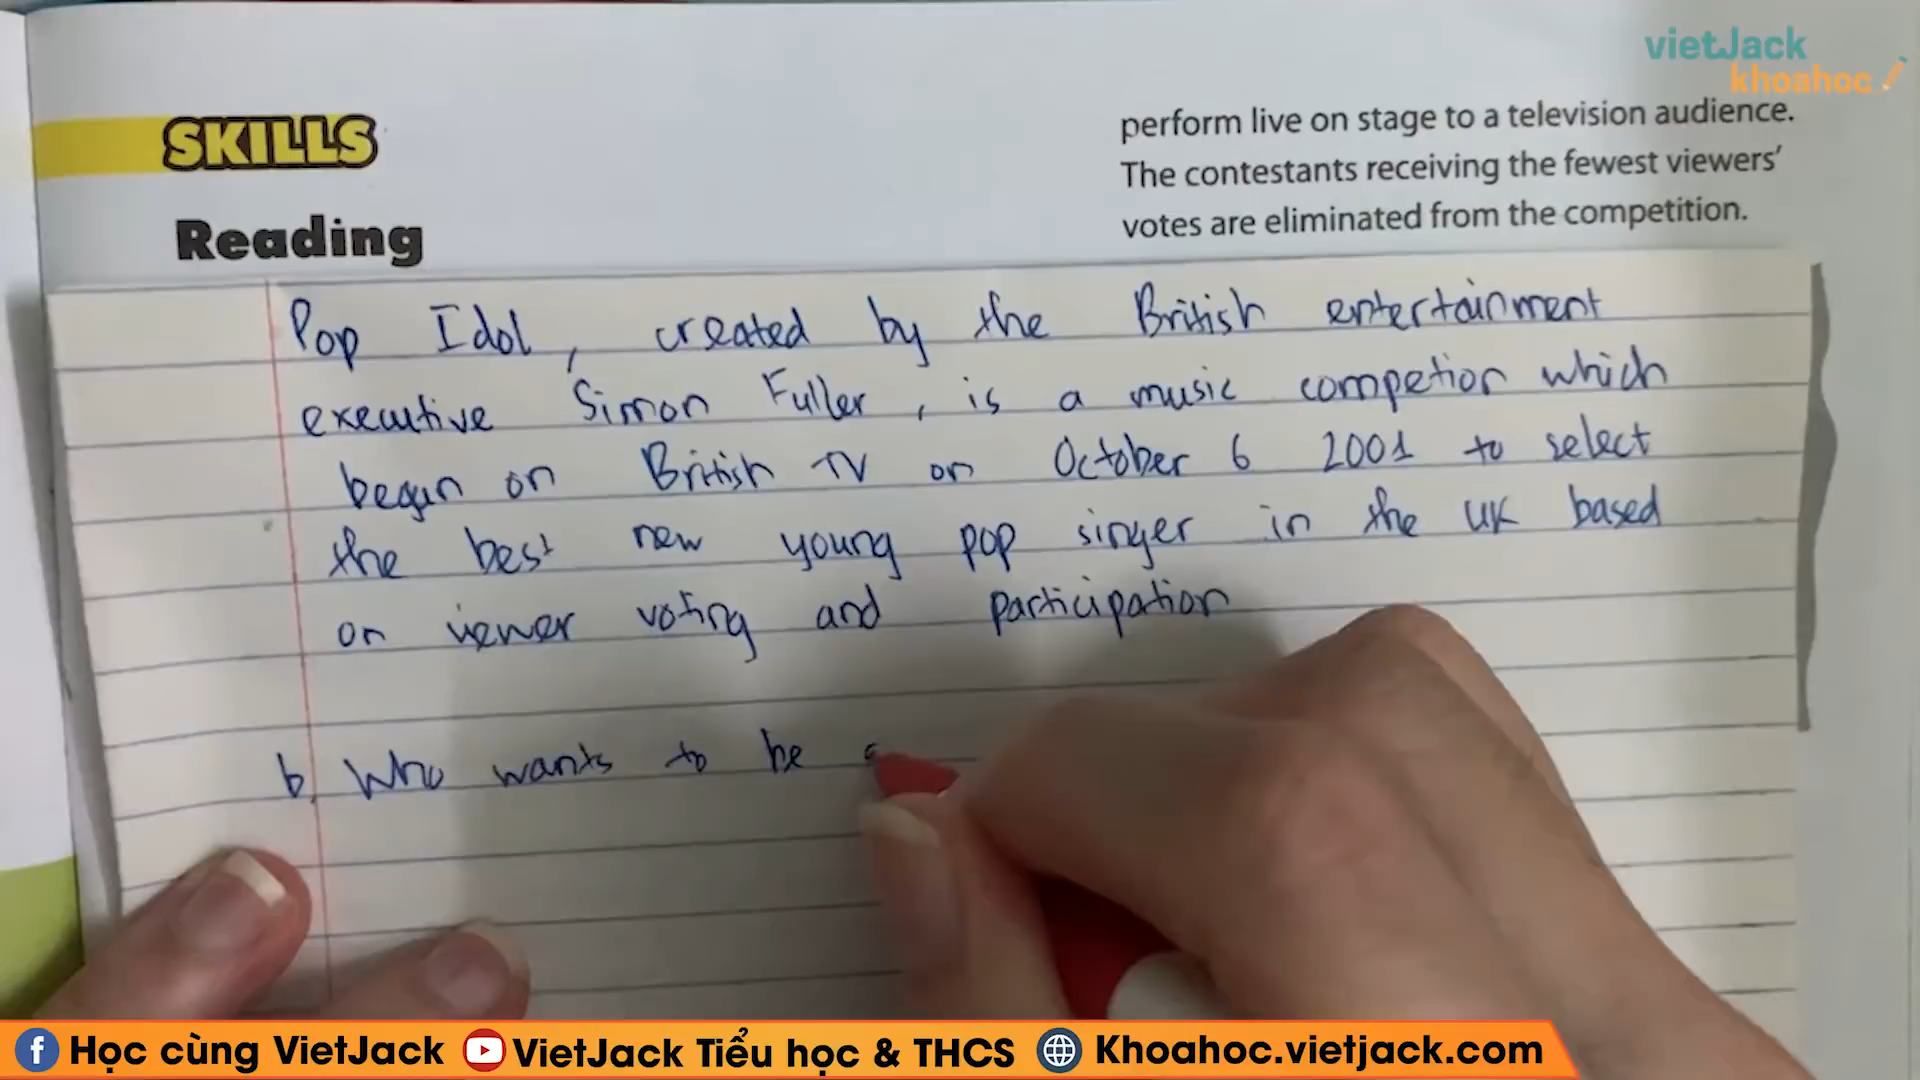 vietJack
khoahoc
SKILLS
Reading
perform live on stage to a television audience.
The contestants receiving the fewest viewers'
votes are eliminated from the competition.
Pop Idol, created by the British entertainment
executive Simon Fuller, is a music competion which
begun on British TV on October 6 2001 to select
the best new young pop singer in the UK based
on viewer voting and participation
b, Who wants to be a
Học cùng VietJack VietJack Tiểu học & THCS Khoahoc.vietjack.com